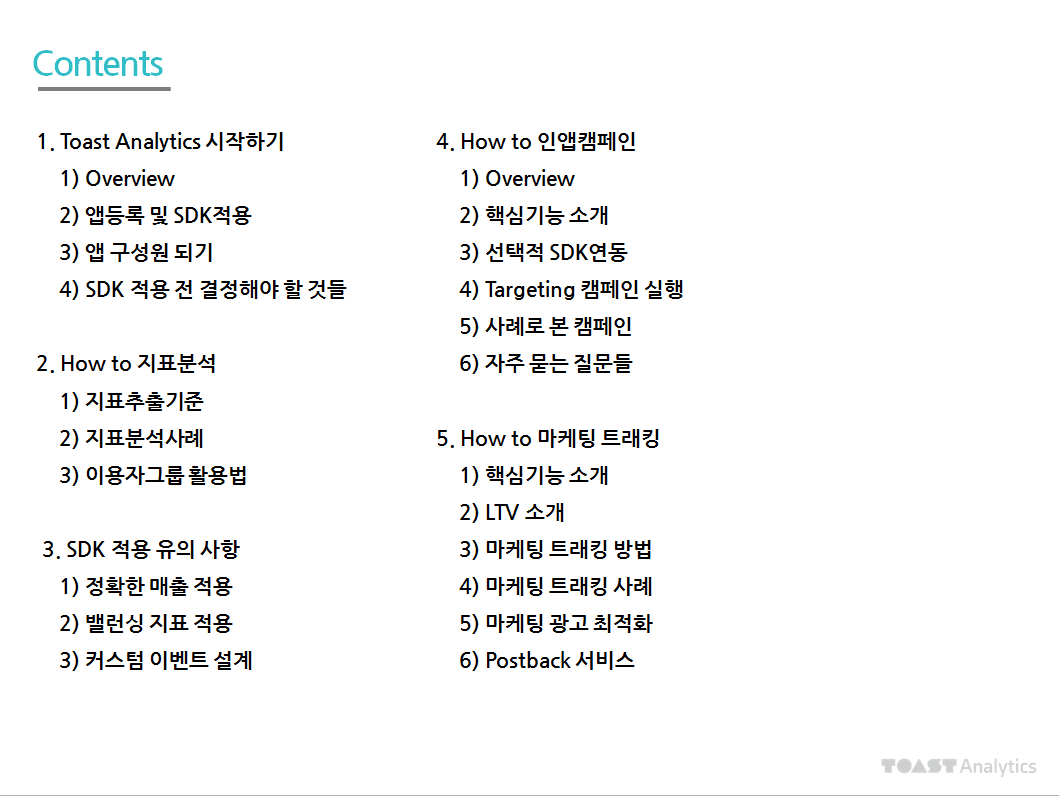 Contents
1. Toast Analytics 시작하기
1) Overview
2) 앱등록 및 SDK적용
3) 앱 구성원 되기
4) SDK 적용 전 결정해야 할 것들
2. How to 지표분석
1) 지표추출기준
2) 지표분석사례
3) 이용자그룹 활용법
3. SDK 적용 유의 사항
1) 정확한 매출 적용
2) 밸런싱 지표 적용
3) 커스텀 이벤트 설계
4. How to 인앱캠페인
1) Overview
2) 핵심기능 소개
3) 선택적 SDK연동
4) Targeting 캠페인 실행
5) 사례로 본 캠페인
6) 자주 묻는 질문들
5. How to 마케팅 트래킹
1) 핵심기능 소개
2) LTV 소개
3) 마케팅 트래킹 방법
4) 마케팅 트래킹 사례
5) 마케팅 광고 최적화
6) Postback 서비스
TOAST Analytics